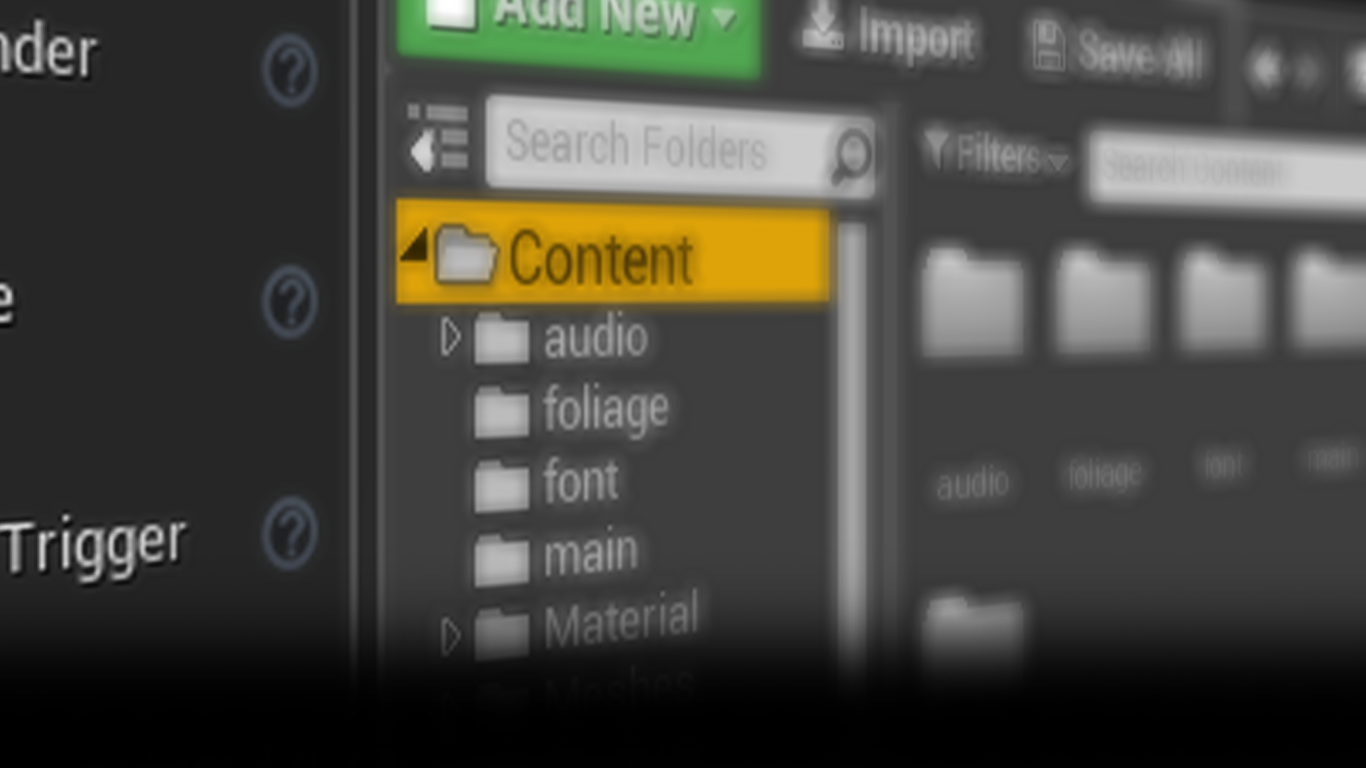 nder
e
Trigger
Add New
Import
Save All
Search Folders
Filters
Search Content
Content
audio
foliage
font
main
Material
Meshes
audio
foliage
font
main